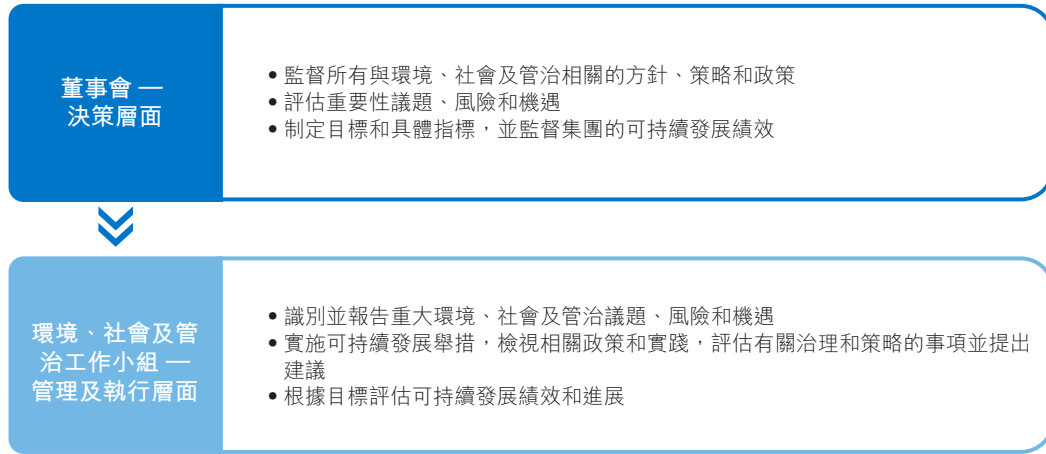 董事會 —
決策層面
• 監督所有與環境、社會及管治相關的方針、策略和政策
• 評估重要性議題、風險和機遇
• 制定目標和具體指標，並監督集團的可持續發展績效
環境、社會及管
治工作小組 —
管理及執行層面
• 識別並報告重大環境、社會及管治議題、風險和機遇
• 實施可持續發展舉措，檢視相關政策和實踐，評估有關治理和策略的事項並提出
建議
• 根據目標評估可持續發展績效和進展